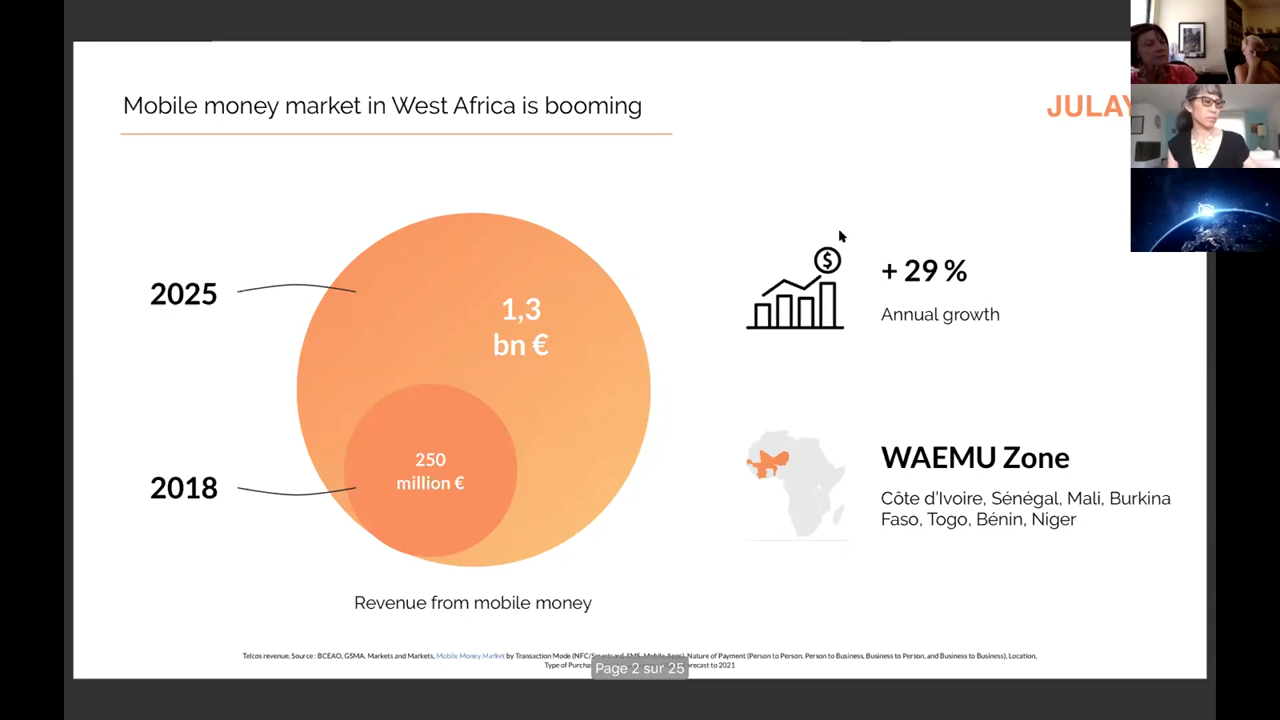 Mobile money market in West Africa is booming
JULAY
2025
1,3
bn €
2018
250
million €
Revenue from mobile money
$
+ 29 %
Annual growth
WAEMU Zone
Côte d'Ivoire, Sénégal, Mali, Burkina
Faso, Togo, Bénin, Niger
Telcos revenue, Source : BCEAO, GSMA, Markets and Markets, Mobile Money Market by Transaction Mode (NFC/Smartcard, SMS, Mobile Apps), Nature of Payment (Person to Person, Person to Business, Business to Person, and Business to Business), Location,
Type of Purchas recast to 2021
Page 2 sur 25